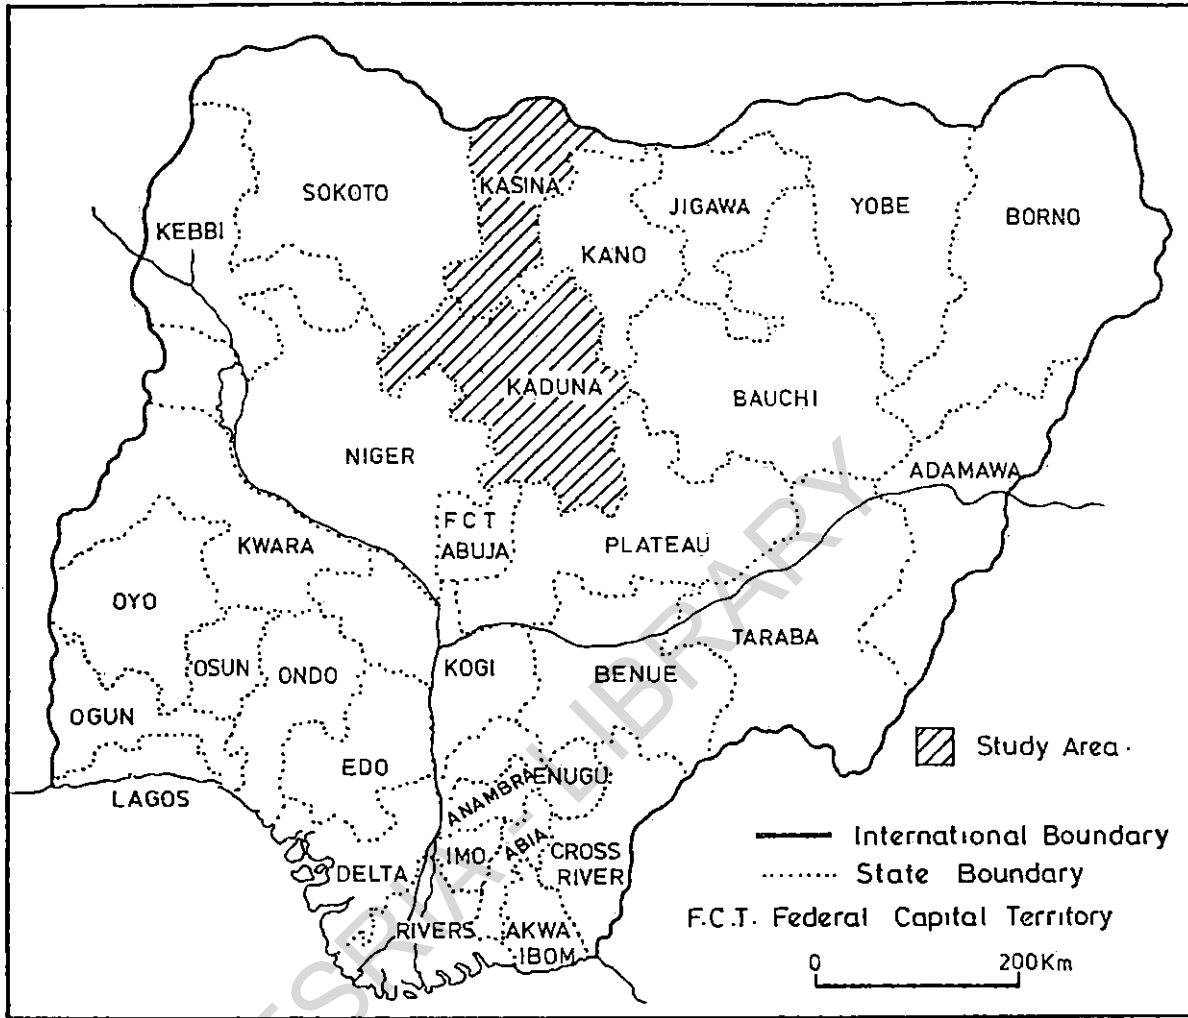 SOKOTO
KASINA
JIGAWA
YOBE
BORNO
KEBBI
KANO
KADUNA
BAUCHI
NIGER
ADAMAWA
F C T
ABUJA
KWARA
PLATEAU
OYO
OSUN
ONDO
KOGI
BENUE
TARABA
OGUN
EDO
ANAMBRA
ENUGU
LAGOS
DELTA
IMO
ABIA
CROSS
RIVER
RIVERS
AKWA
IBOM
Study Area.
International Boundary
State Boundary
F.C.T. Federal Capital Territory
0 200Km
ESRIA - LIBRARY